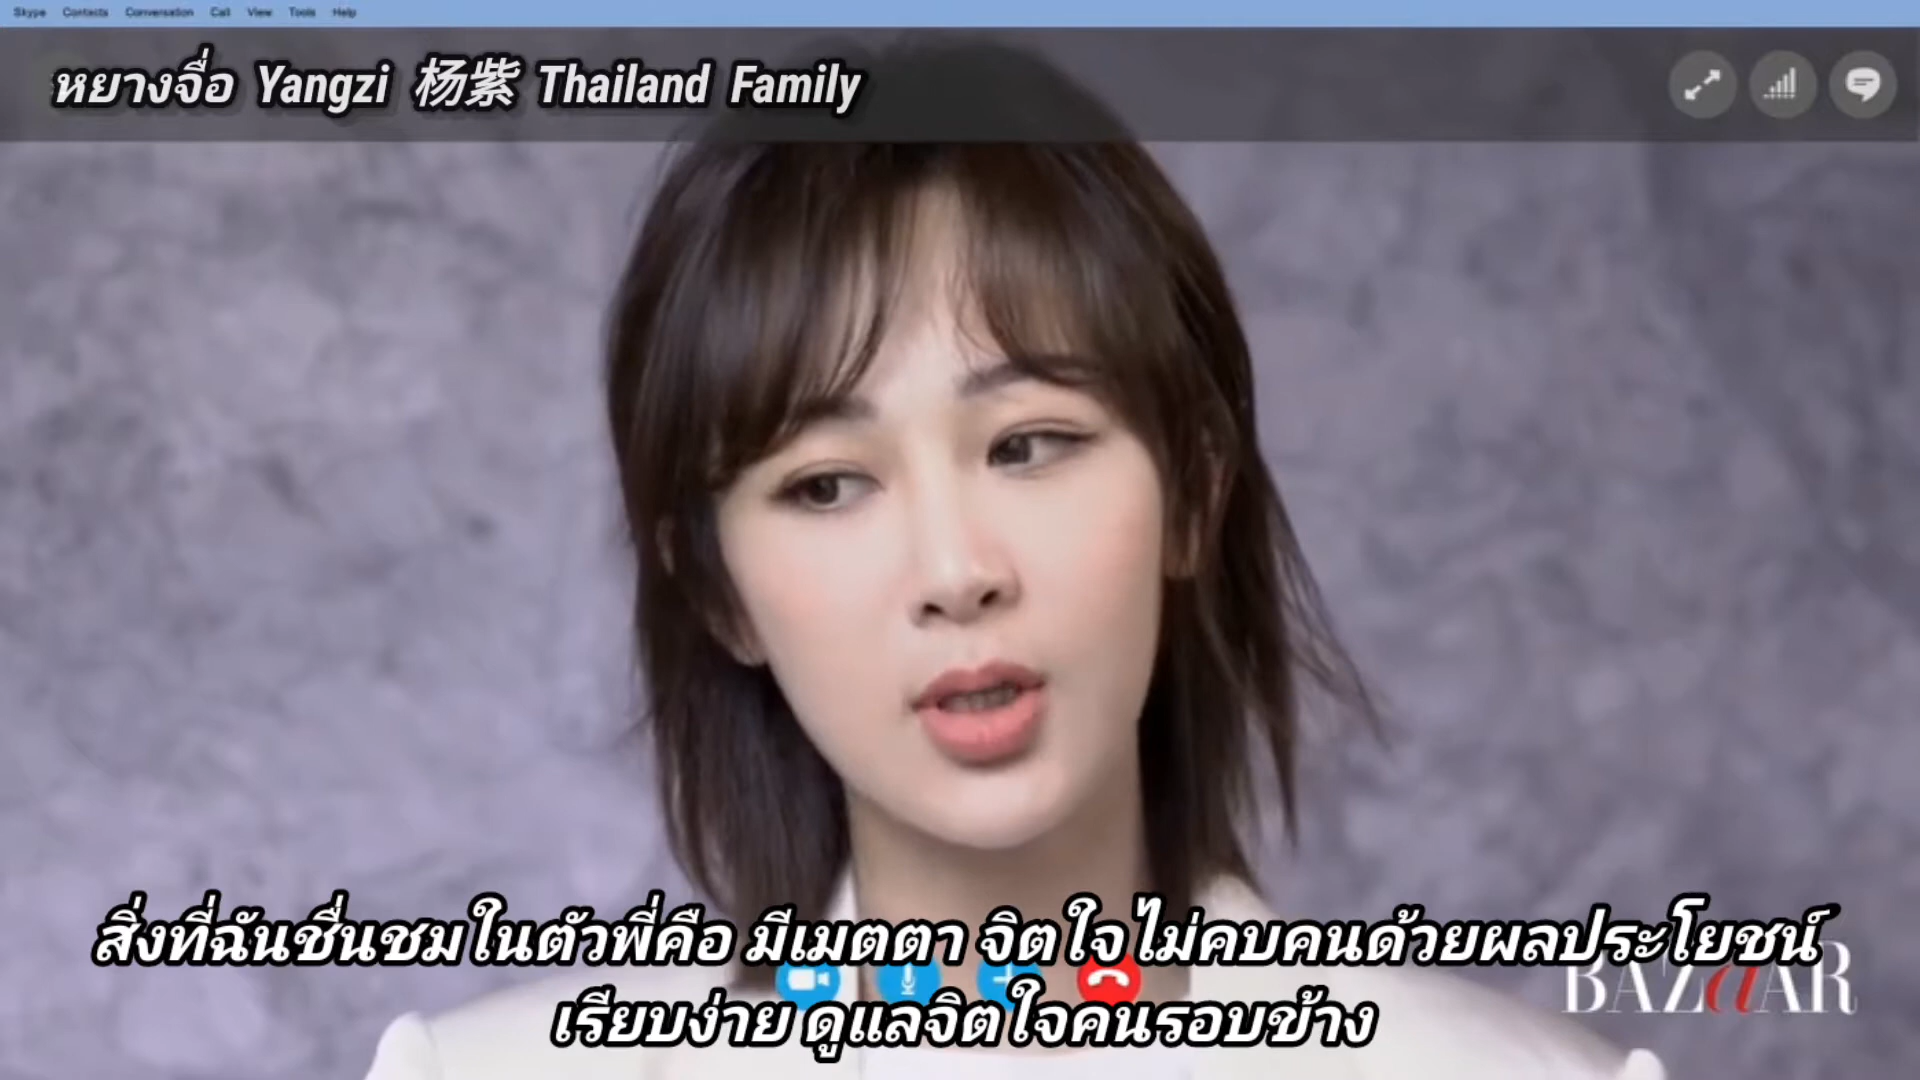 Skype Contacts Conversation Call View Tools Help
หยางจื่อ Yangzi 杨紫 Thailand Family
สิ่งที่ฉันชื่นชมในตัวพี่คือ มีเมตตา จิตใจ ไม่คบคนด้วยผลประโยชน์
เรียบง่าย ดูแลจิตใจคนรอบข้าง
BAZAAR